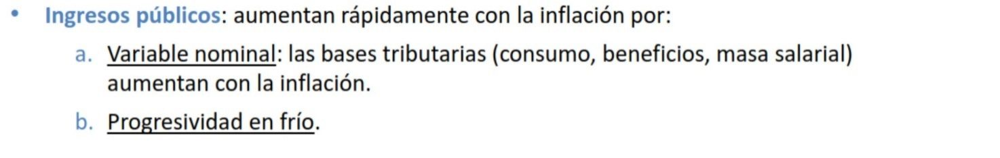 • Ingresos públicos: aumentan rápidamente con la inflación por:
a. Variable nominal: las bases tributarias (consumo, beneficios, masa salarial)
aumentan con la inflación.
b. Progresividad en frío.